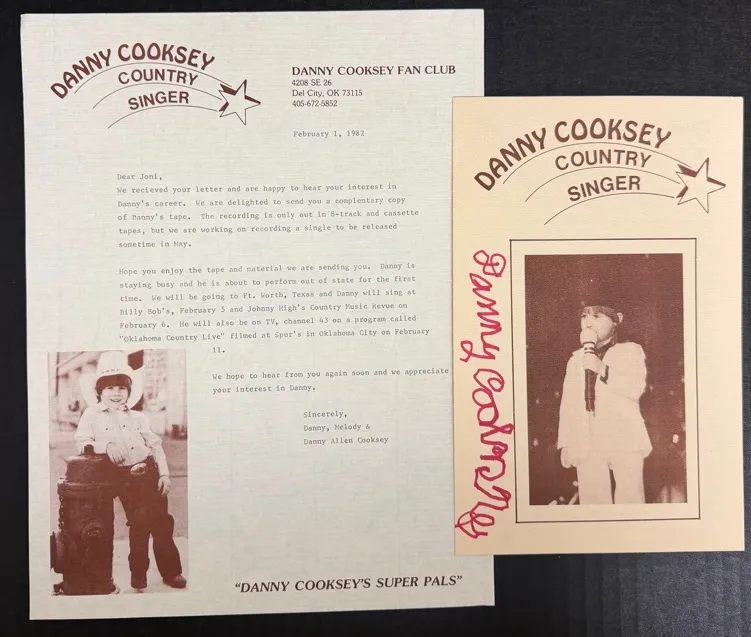 DANNY COOKSEY
COUNTRY
SINGER
DANNY COOKSEY FAN CLUB
4208 SE 26
Del City, OK 73115
405-672-5852
February 1, 1982
Dear Joni,
We recieved your letter and are happy to hear your interest in
Danny's career. We are delighted to send you a complentary copy
of Danny's tape. The recording is only out in 8-track and cassette
tapes, but we are working on recording a single to be released
sometime in May.
Hope you enjoy the tape and material we are sending you. Danny is
staying busy and he is about to perform out of state for the first
time. We will be going to Ft. Worth, Texas and Danny will sing at
Billy Bob's, February 5 and Johnny High's Country Music Revue on
February 6. He will also be on TV, channel 43 on a program called
"Oklahoma Country Live" filmed at Spur's in Oklahoma City on February
11.
We hope to hear from you again soon and we appreciate
your interest in Danny.
Sincerely,
Danny, Melody &
Danny Allen Cooksey
"DANNY COOKSEY'S SUPER PALS"
DANNY COOKSEY
COUNTRY
SINGER
Danny Cooksey